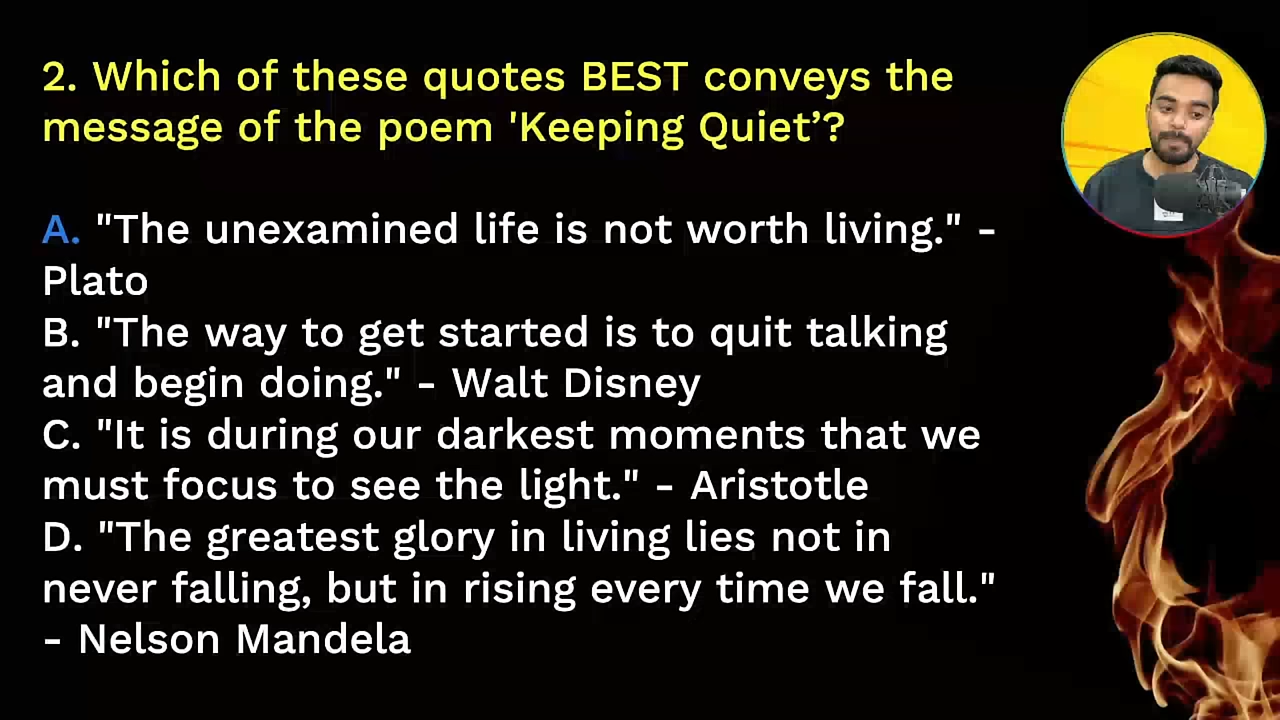 2. Which of these quotes BEST conveys the
message of the poem 'Keeping Quiet’?
A. "The unexamined life is not worth living." -
Plato
B. "The way to get started is to quit talking
and begin doing." - Walt Disney
C. "It is during our darkest moments that we
must focus to see the light." - Aristotle
D. "The greatest glory in living lies not in
never falling, but in rising every time we fall."
- Nelson Mandela